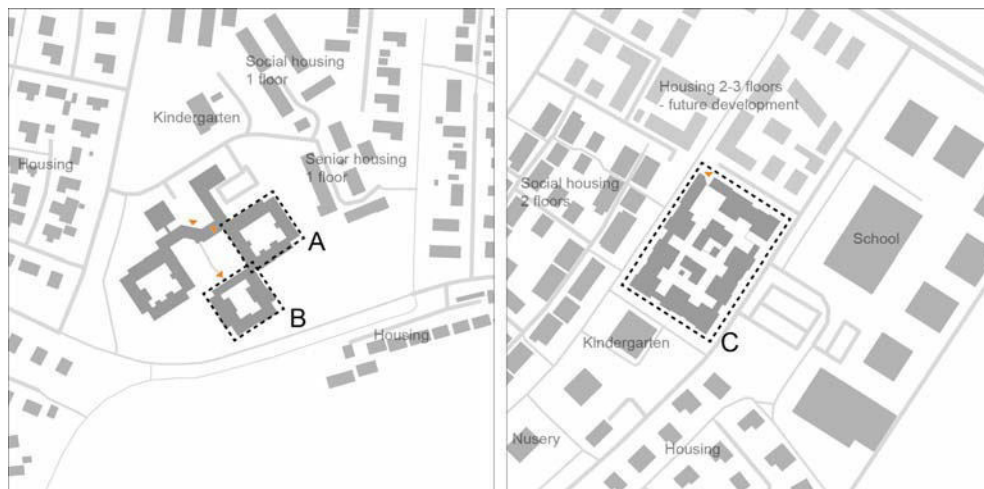 Social housing
1 floor
Kindergarten
Housing
Senior housing
1 floor
A
B
Housing
Housing 2-3 floors
- future development
Social housing
2 floors
School
Kindergarten
C
Nusery
Housing